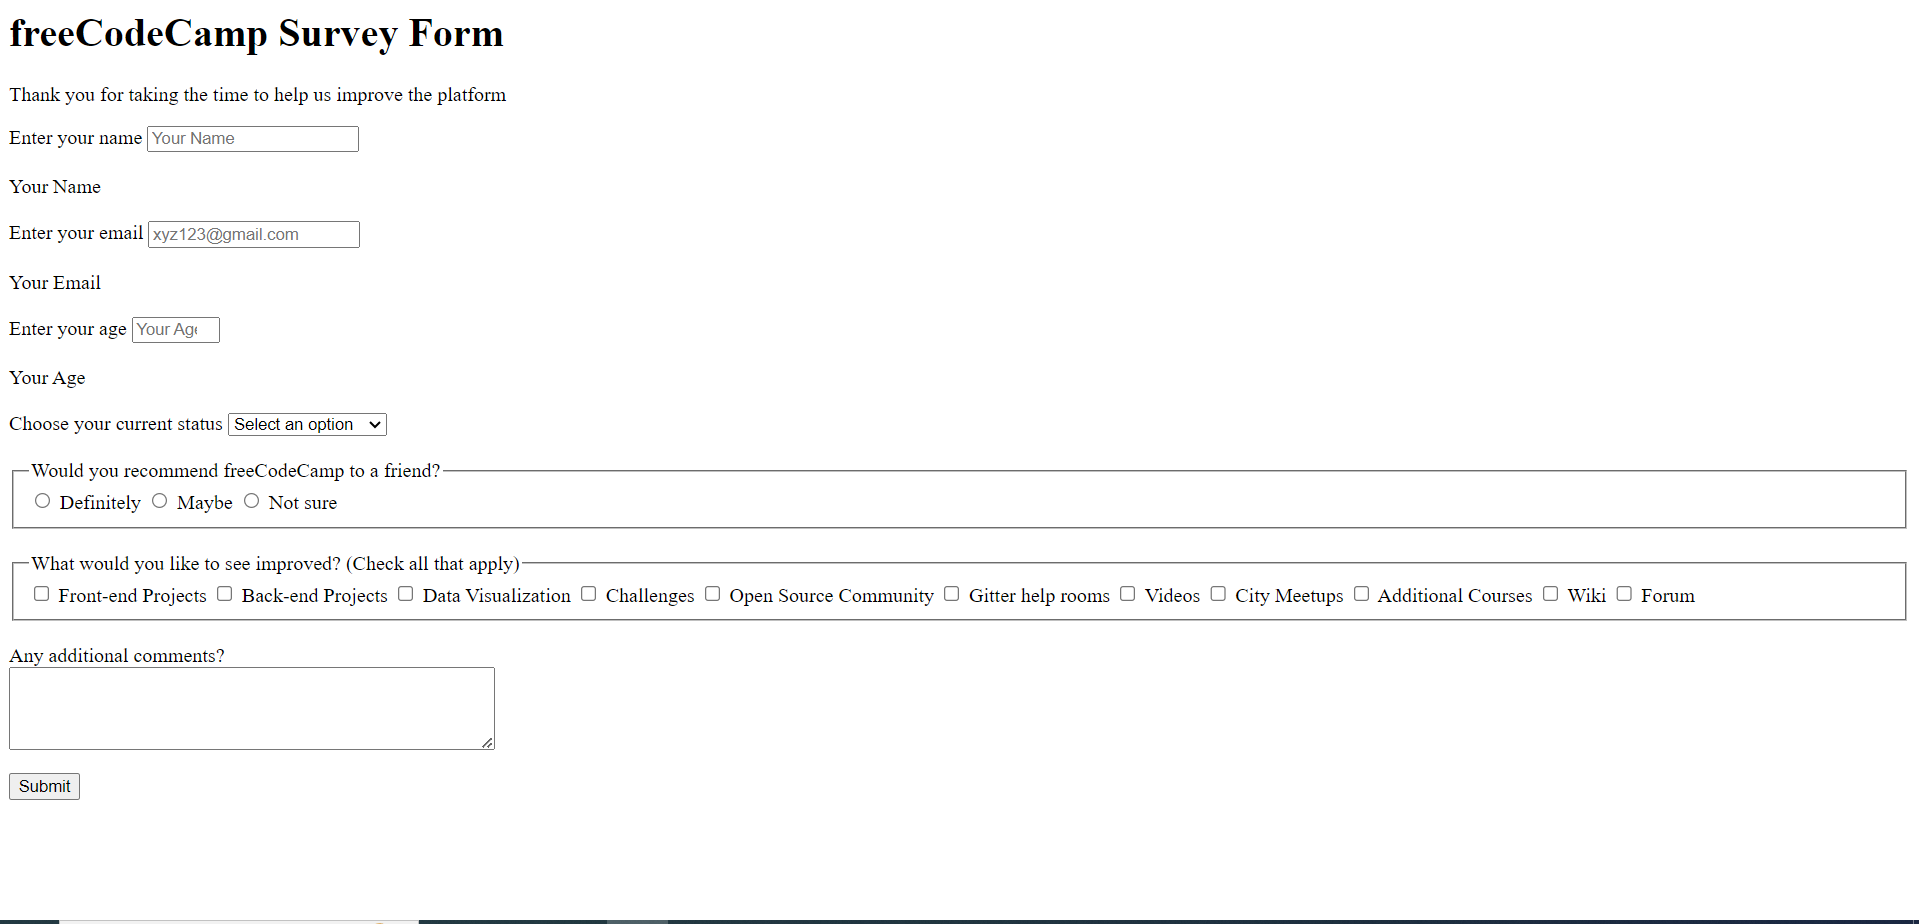 freeCodeCamp Survey Form
Thank you for taking the time to help us improve the platform
Enter your name Your Name
Your Name
Enter your email xyz123@gmail.com
Your Email
Enter your age Your Age
Your Age
Choose your current status Select an option
Would you recommend freeCodeCamp to a friend?
Definitely Maybe Not sure
What would you like to see improved? (Check all that apply)
Front-end Projects Back-end Projects Data Visualization Challenges Open Source Community Gitter help rooms Videos City Meetups Additional Courses Wiki Forum
Any additional comments?
Submit